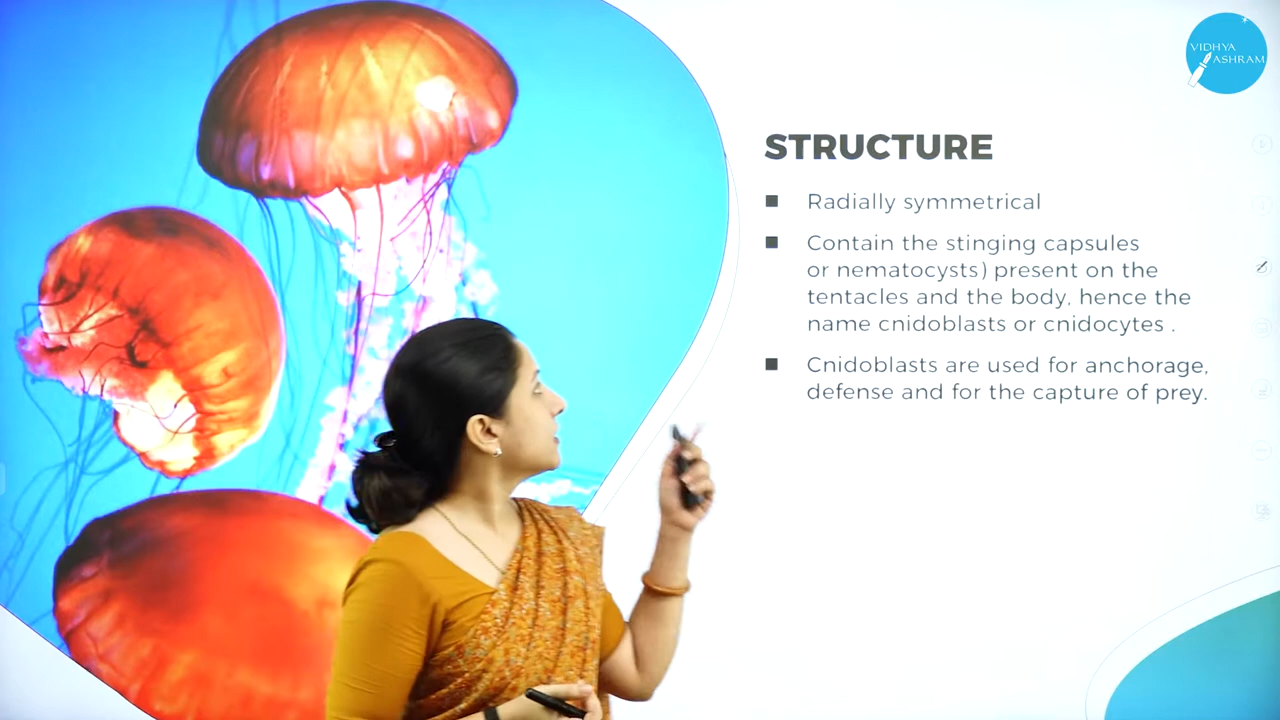 VIDHYA
ASHRAM
STRUCTURE
Radially symmetrical
Contain the stinging capsules
or nematocysts) present on the
tentacles and the body, hence the
name cnidoblasts or cnidocytes .
Cnidoblasts are used for anchorage,
defense and for the capture of prey.